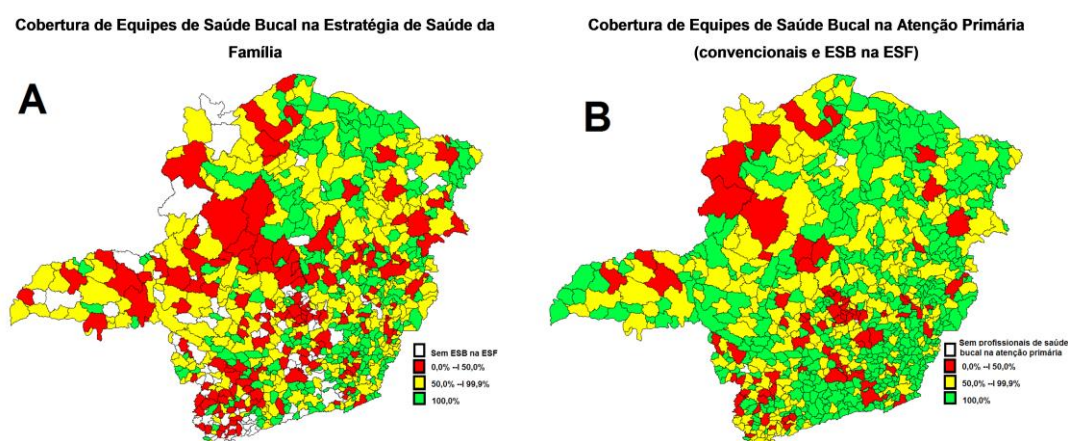 Cobertura de Equipes de Saúde Bucal na Estratégia de Saúde da
Família
A
Sem ESB na ESF
0,0% –I 50,0%
50,0% –I 99,9%
100,0%
Cobertura de Equipes de Saúde Bucal na Atenção Primária
(convencionais e ESB na ESF)
B
Sem profissionais de saúde
bucal na atenção primária
0,0% –I 50,0%
50,0% –I 99,9%
100,0%